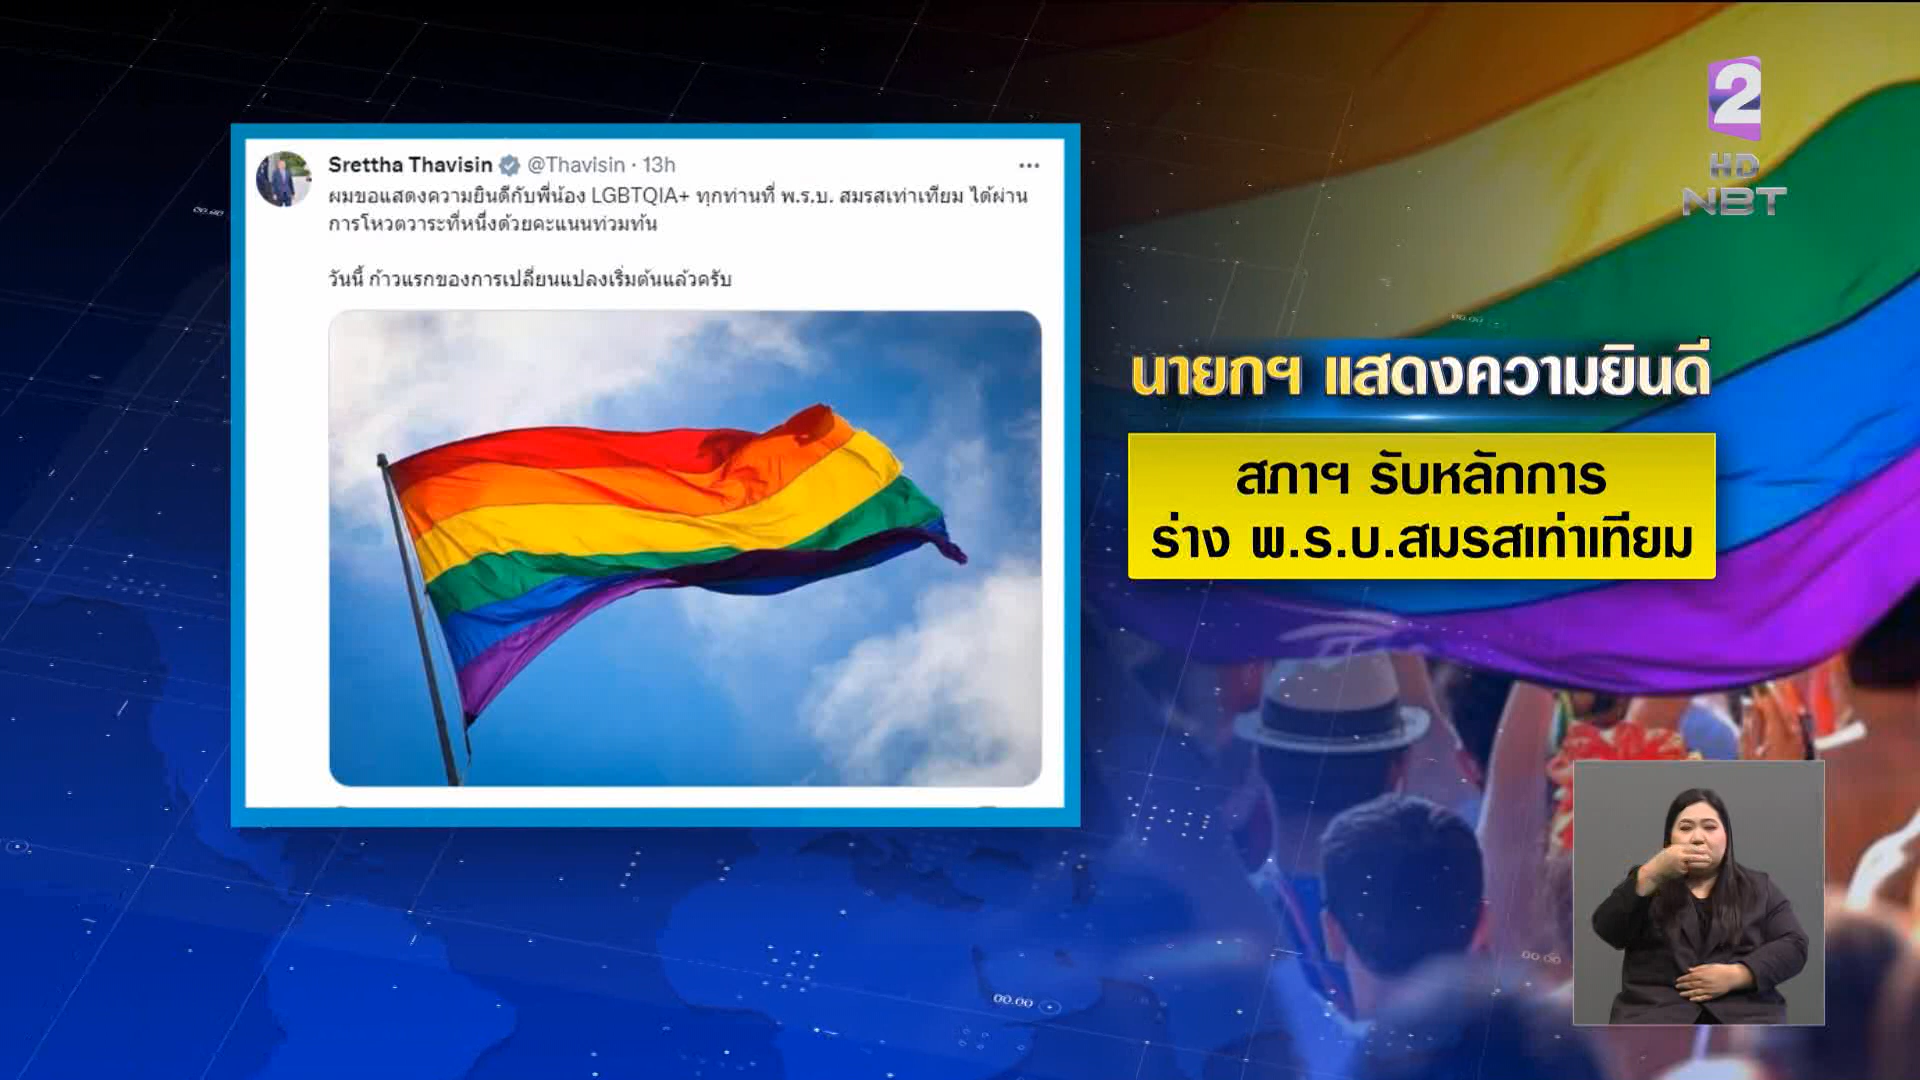 Srettha Thavisin @Thavisin · 13h
ผมขอแสดงความยินดีกับพี่น้อง LGBTQIA+ ทุกท่านที่ พ.ร.บ. สมรสเท่าเทียม ได้ผ่าน
การโหวตวาระที่หนึ่งด้วยคะแนนท่วมท้น
วันนี้ ก้าวแรกของการเปลี่ยนแปลงเริ่มต้นแล้วครับ
2
HD
NBT
นายกฯ แสดงความยินดี
สภาฯ รับหลักการ
ร่าง พ.ร.บ.สมรสเท่าเทียม
00.00
00.00
00.00
00.00